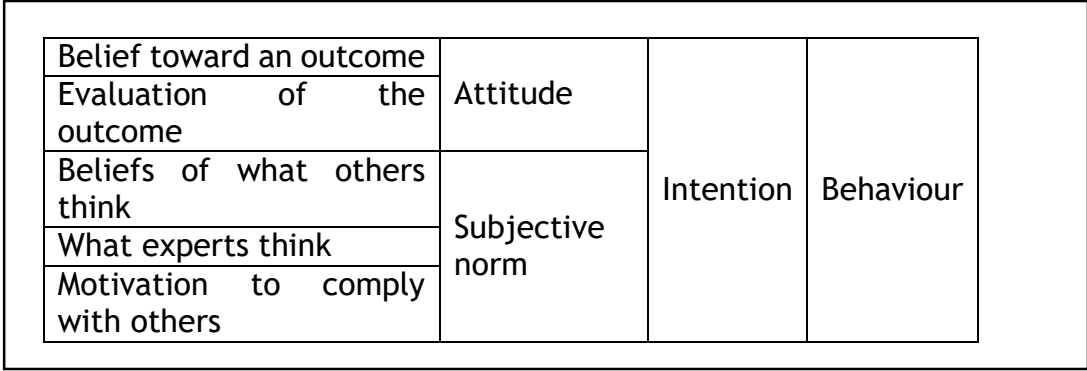 Belief toward an outcome
Evaluation of the
outcome
Attitude
Beliefs of what others
think
What experts think
Motivation to comply
with others
Subjective
norm
Intention
Behaviour